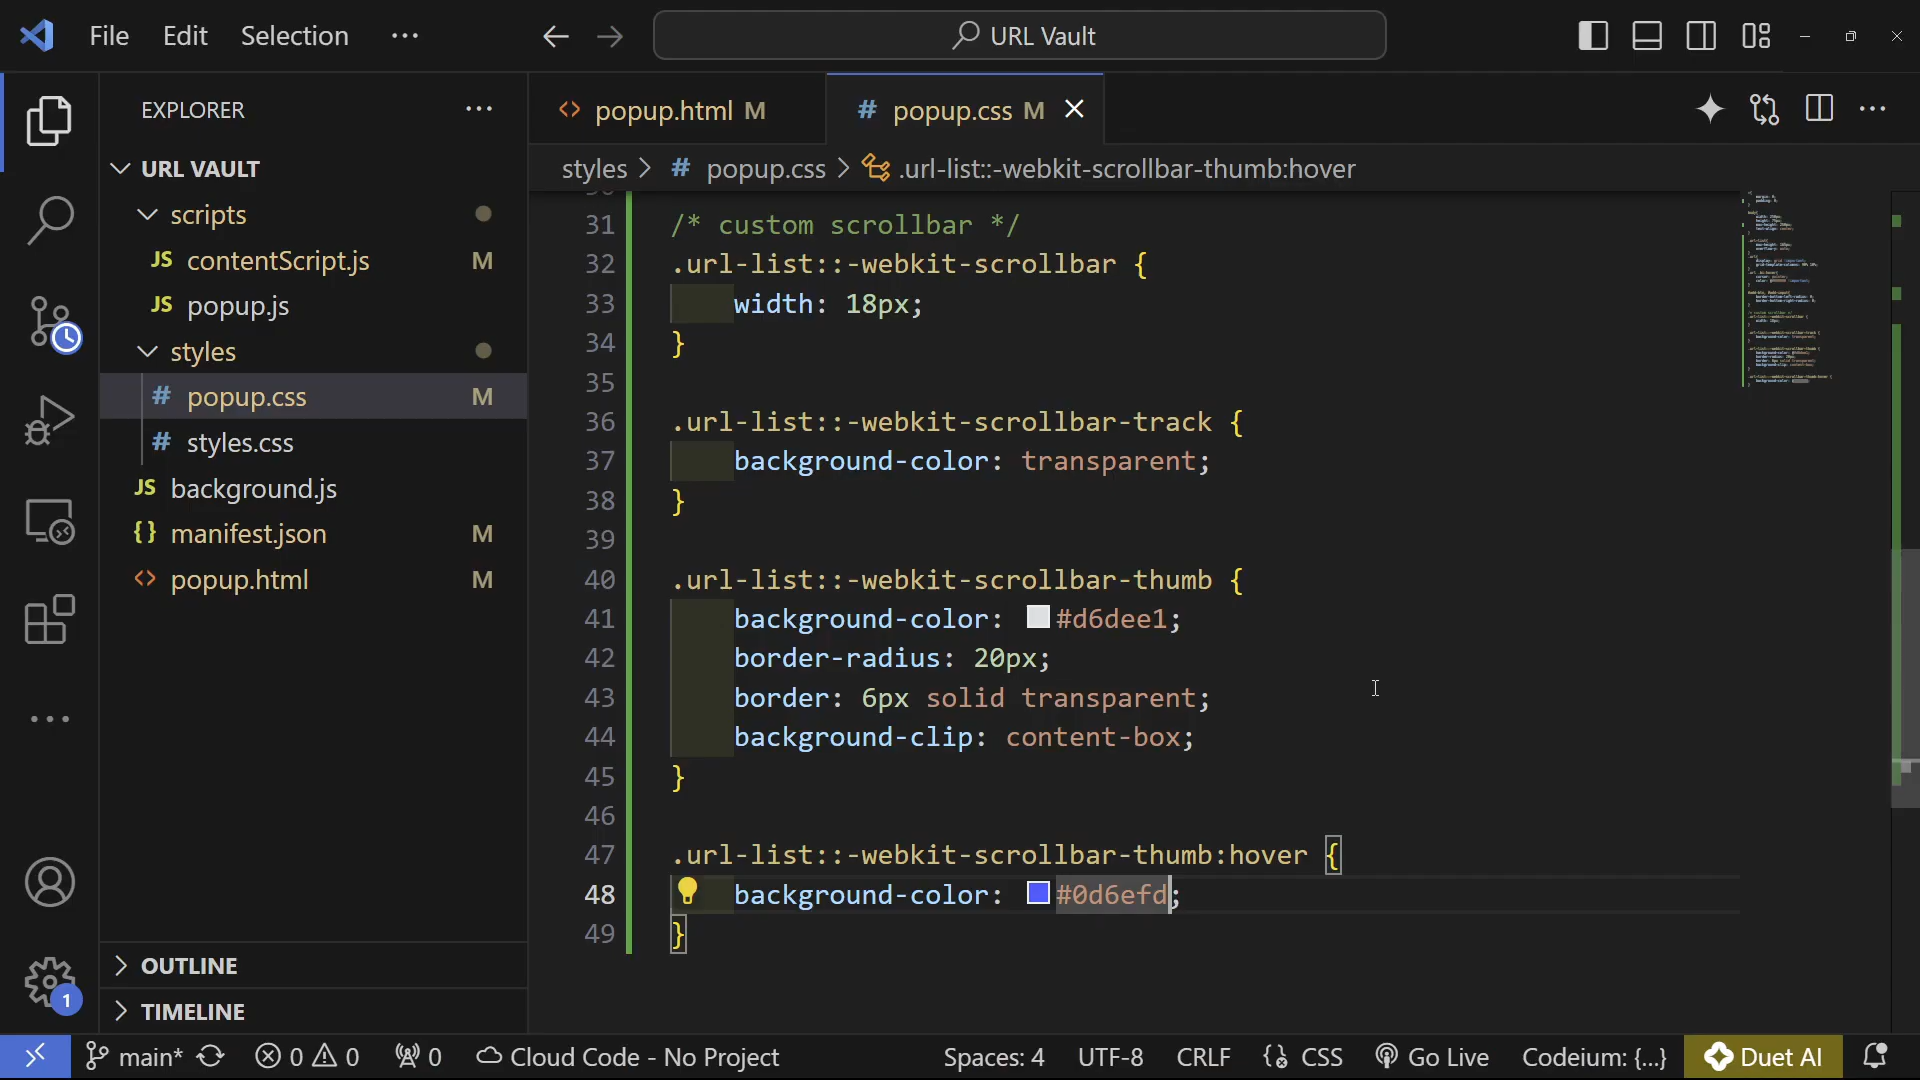 File Edit Selection ···
URL Vault
EXPLORER ···
URL VAULT
scripts
JS contentScript.js M
JS popup.js
styles
# popup.css M
# styles.css
JS background.js
{} manifest.json M
<> popup.html M
OUTLINE
TIMELINE
1
<> popup.html M
# popup.css M
styles > # popup.css > .url-list::-webkit-scrollbar-thumb:hover
31 /* custom scrollbar */
32 .url-list::-webkit-scrollbar {
33 width: 18px;
34 }
35
36 .url-list::-webkit-scrollbar-track {
37 background-color: transparent;
38 }
39
40 .url-list::-webkit-scrollbar-thumb {
41 background-color: #d6dee1;
42 border-radius: 20px;
43 border: 6px solid transparent;
44 background-clip: content-box;
45 }
46
47 .url-list::-webkit-scrollbar-thumb:hover {
48 background-color: #0d6efd;
49 }
main* 0 0 0 Cloud Code - No Project Spaces: 4 UTF-8 CRLF CSS Go Live Codeium: {...} Duet AI